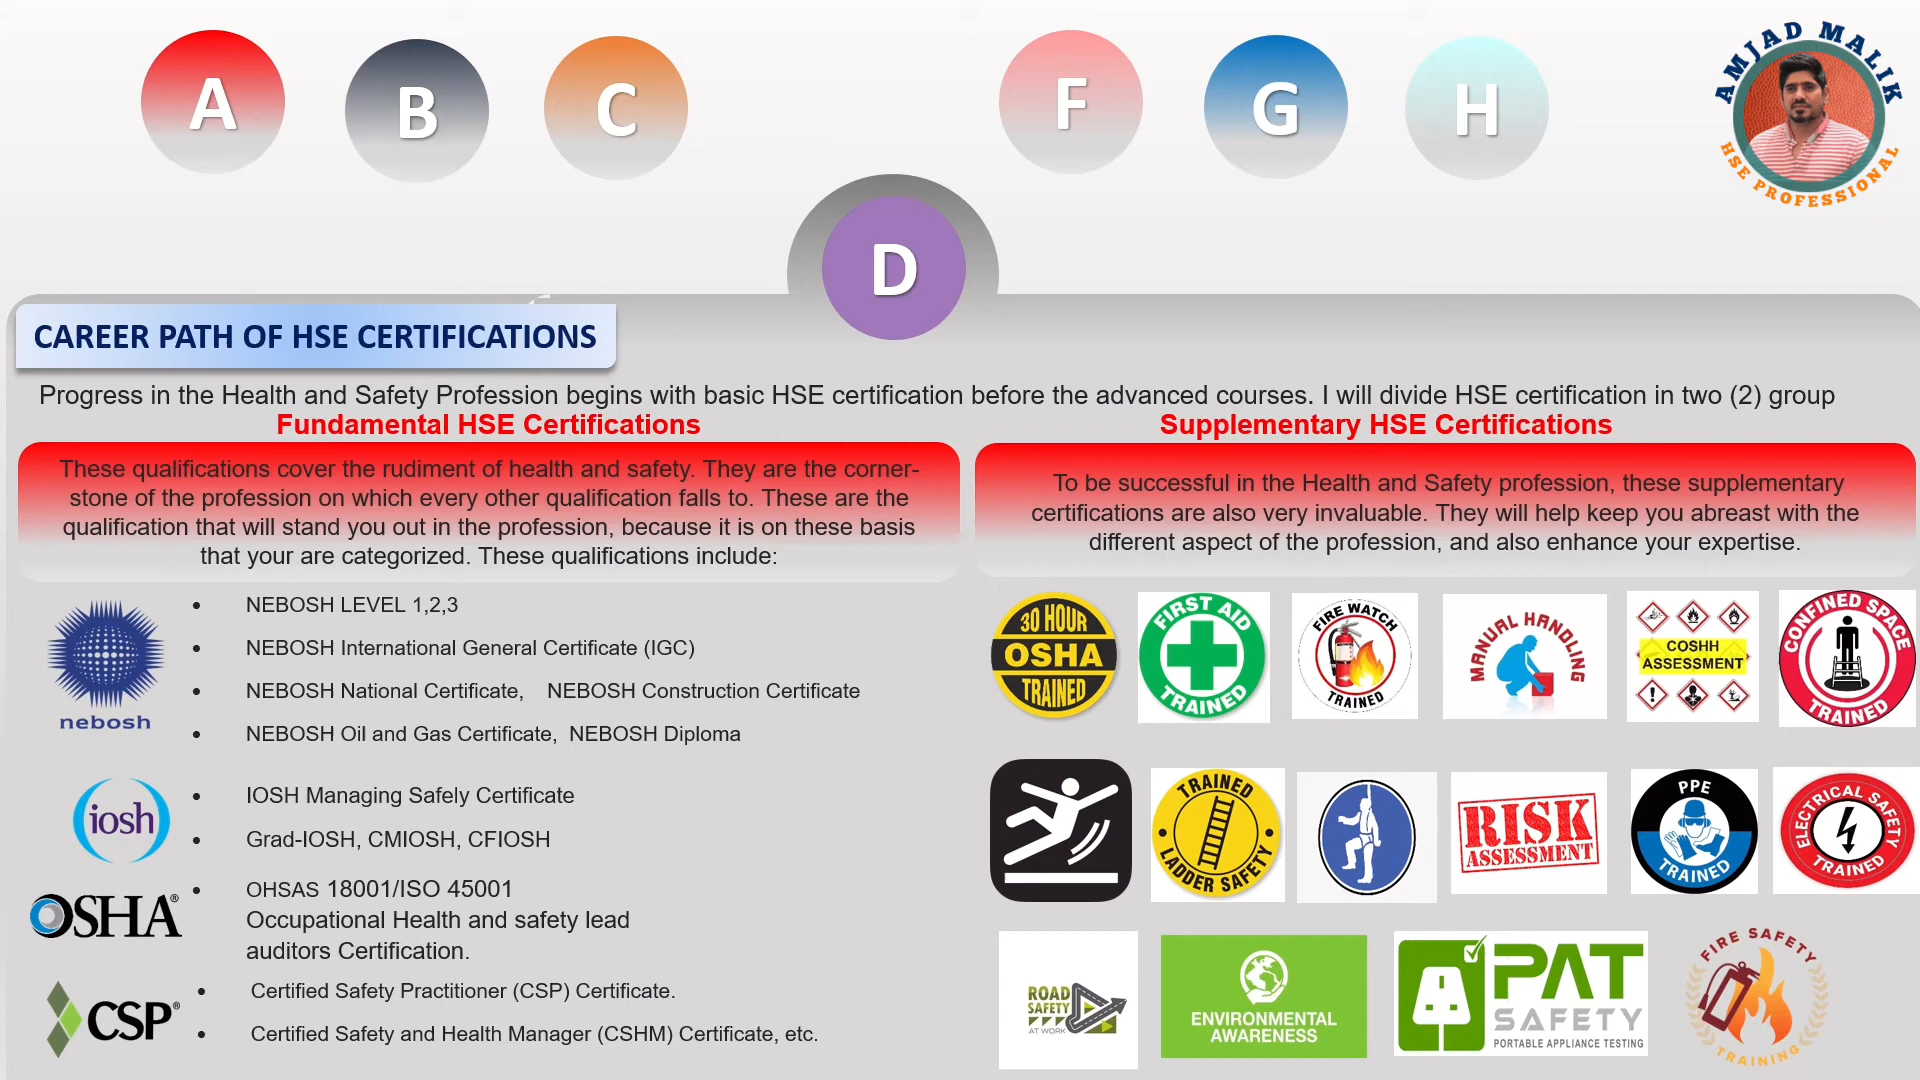 A
B
C
F
G
H
AMJAD MALIK
HSE PROFESSIONAL
D
CAREER PATH OF HSE CERTIFICATIONS
Progress in the Health and Safety Profession begins with basic HSE certification before the advanced courses. I will divide HSE certification in two (2) group
Fundamental HSE Certifications
These qualifications cover the rudiment of health and safety. They are the corner-
stone of the profession on which every other qualification falls to. These are the
qualification that will stand you out in the profession, because it is on these basis
that your are categorized. These qualifications include:
nebosh
• NEBOSH LEVEL 1,2,3
• NEBOSH International General Certificate (IGC)
• NEBOSH National Certificate, NEBOSH Construction Certificate
• NEBOSH Oil and Gas Certificate, NEBOSH Diploma
iosh
• IOSH Managing Safely Certificate
• Grad-IOSH, CMIOSH, CFIOSH
OSHA®
• OHSAS 18001/ISO 45001
Occupational Health and safety lead
auditors Certification.
CSP®
• Certified Safety Practitioner (CSP) Certificate.
• Certified Safety and Health Manager (CSHM) Certificate, etc.
Supplementary HSE Certifications
To be successful in the Health and Safety profession, these supplementary
certifications are also very invaluable. They will help keep you abreast with the
different aspect of the profession, and also enhance your expertise.
30 HOUR
OSHA
TRAINED
FIRST AID
TRAINED
FIRE WATCH
TRAINED
MANUAL HANDLING
COSHH
ASSESSMENT
CONFINED SPACE
TRAINED
TRAINED
LADDER SAFETY
RISK
ASSESSMENT
PPE
TRAINED
ELECTRICAL SAFETY
TRAINED
ROAD
SAFETY
AT WORK
ENVIRONMENTAL
AWARENESS
PAT
SAFETY
PORTABLE APPLIANCE TESTING
FIRE SAFETY
TRAINING